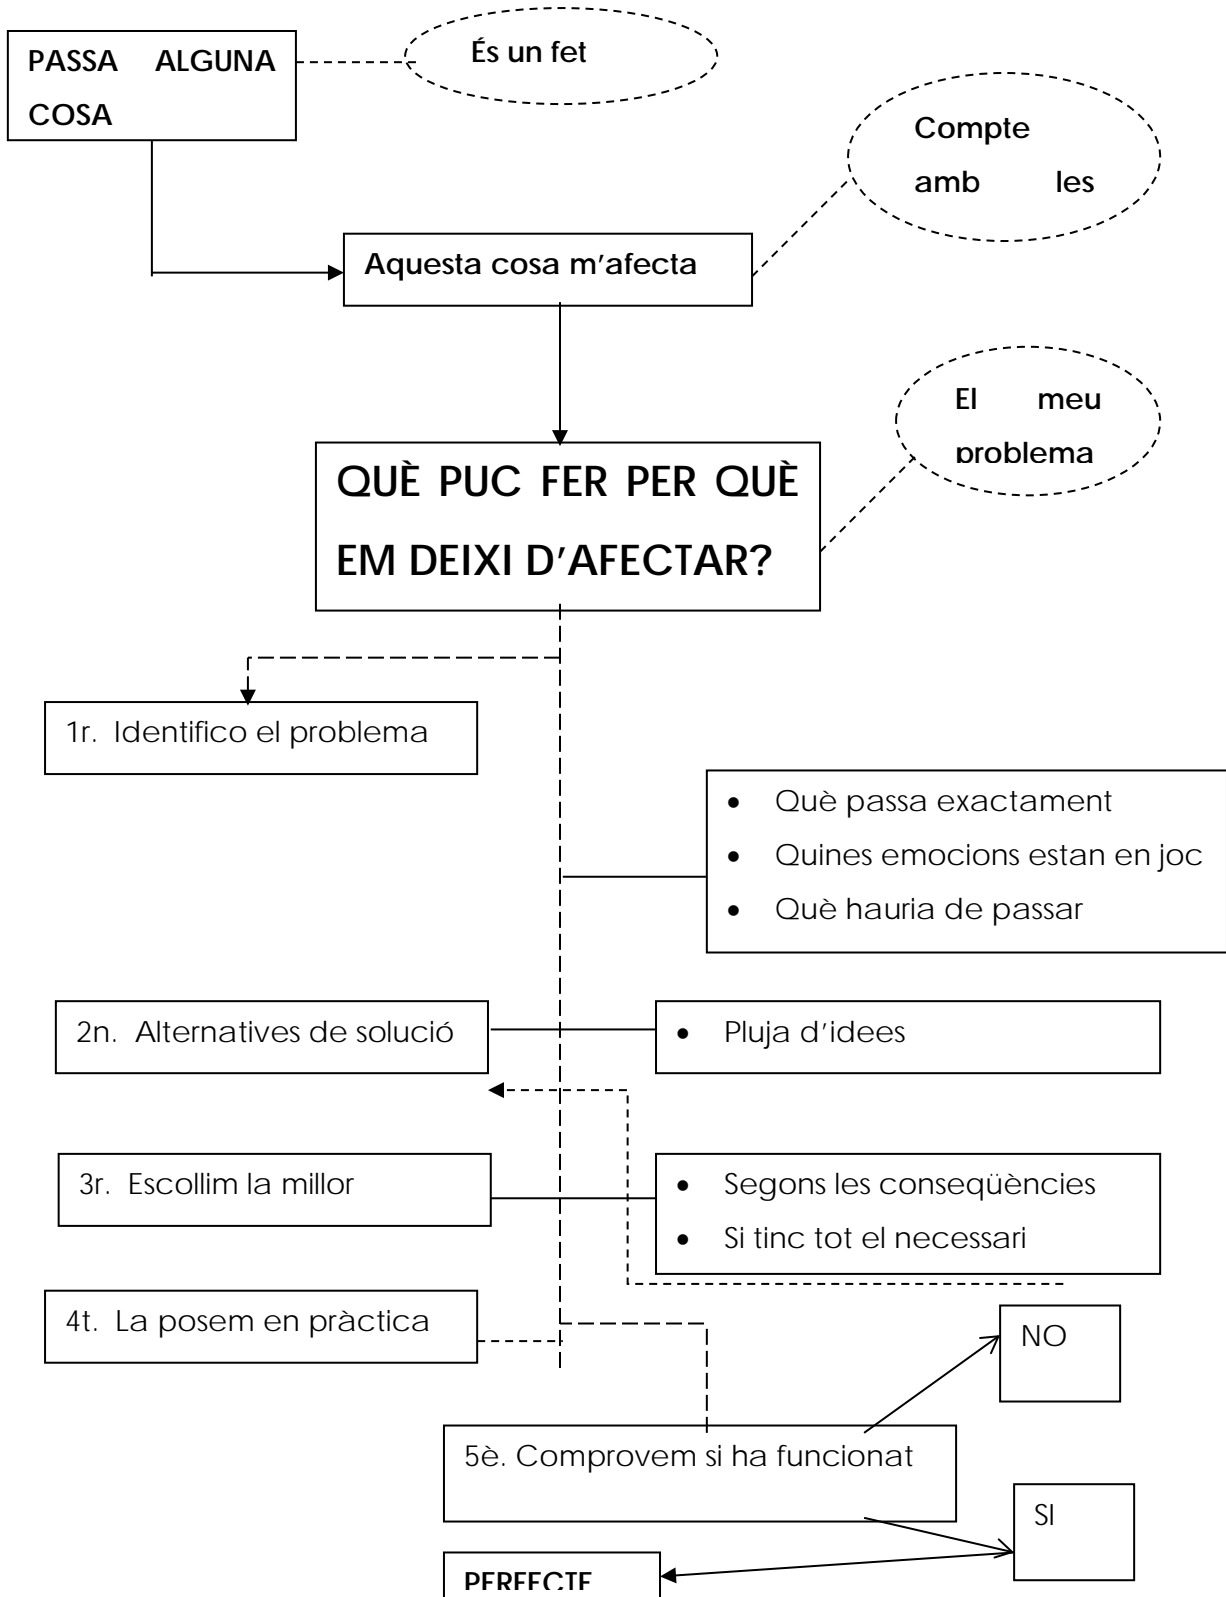 És un fet
PASSA ALGUNA
COSA
Compte
amb les
Aquesta cosa m'afecta
El meu
problema
QUÈ PUC FER PER QUÈ
EM DEIXI D'AFECTAR?
1r. Identifico el problema
• Què passa exactament
• Quines emocions estan en joc
• Què hauria de passar
2n. Alternatives de solució
• Pluja d'idees
3r. Escollim la millor
• Segons les conseqüències
• Si tinc tot el necessari
4t. La posem en pràctica
NO
5è. Comprovem si ha funcionat
SI
PERFECTE